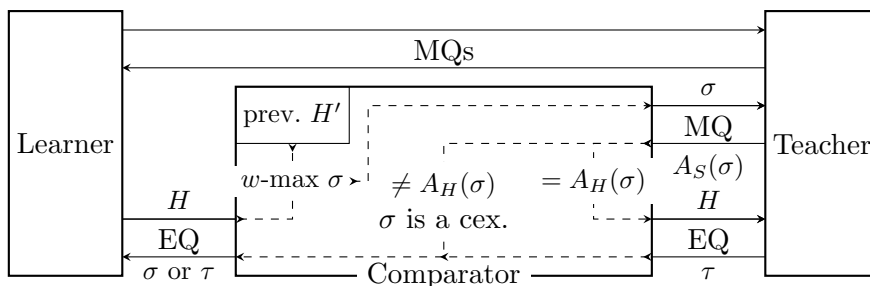 MQs
prev. H′
σ
MQ
Learner
Teacher
w-max σ
≠ A_H(σ)
= A_H(σ)
A_S(σ)
H
σ is a cex.
H
EQ
EQ
σ or τ
Comparator
τ